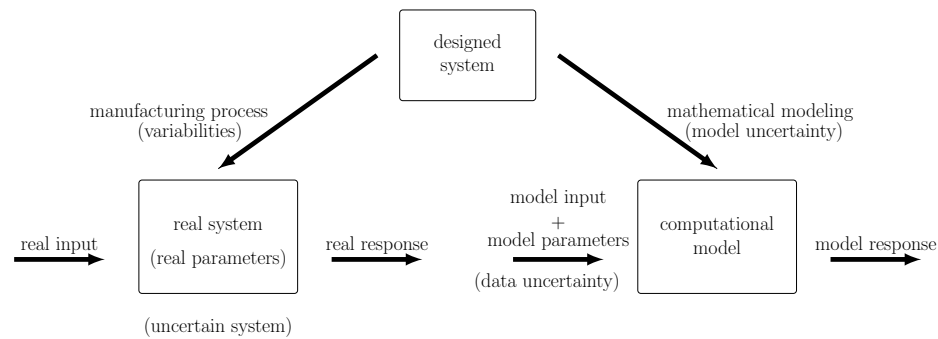 designed
system
manufacturing process
(variabilities)
mathematical modeling
(model uncertainty)
real input
real system
(real parameters)
(uncertain system)
real response
model input
+
model parameters
(data uncertainty)
computational
model
model response